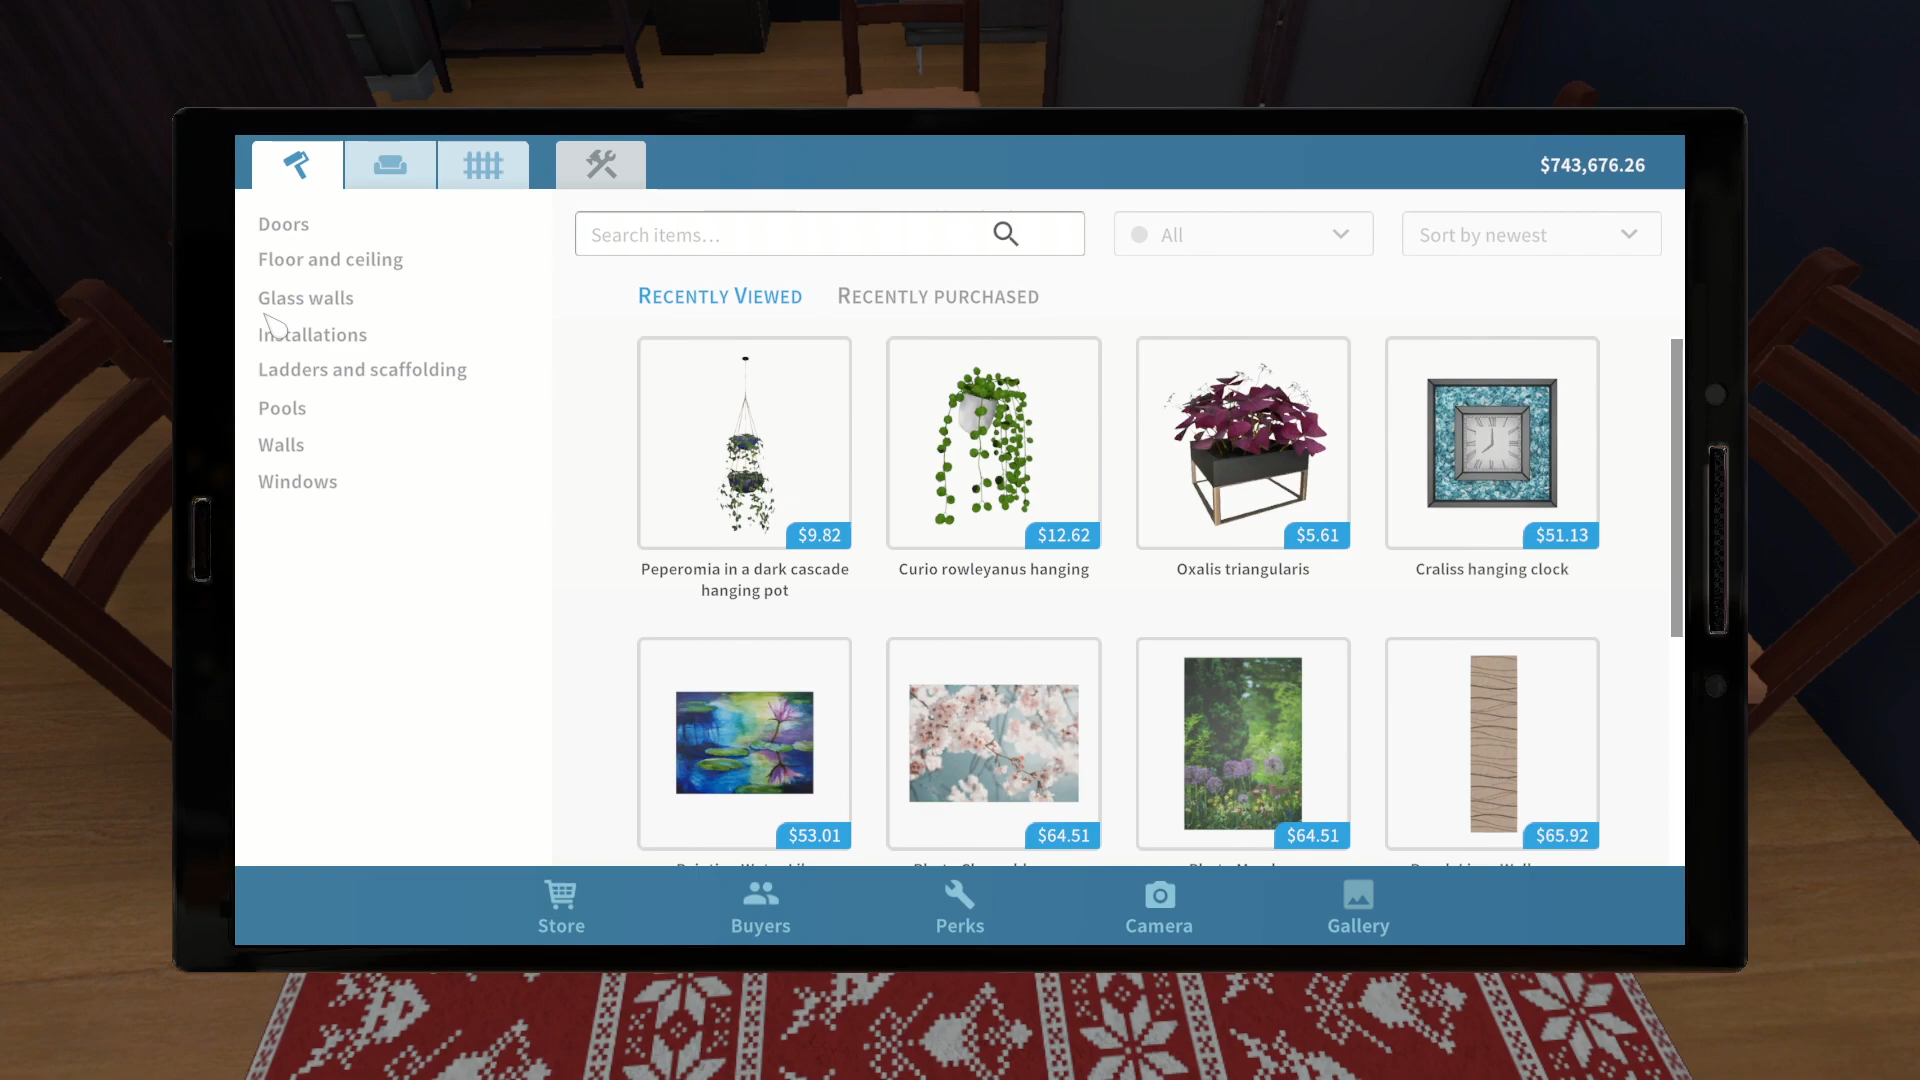 $743,676.26
Doors
Floor and ceiling
Glass walls
Installations
Ladders and scaffolding
Pools
Walls
Windows
Search items...
All
Sort by newest
RECENTLY VIEWED
RECENTLY PURCHASED
$9.82
$12.62
$5.61
$51.13
Peperomia in a dark cascade
hanging pot
Curio rowleyanus hanging
Oxalis triangularis
Craliss hanging clock
$53.01
$64.51
$64.51
$65.92
Store
Buyers
Perks
Camera
Gallery